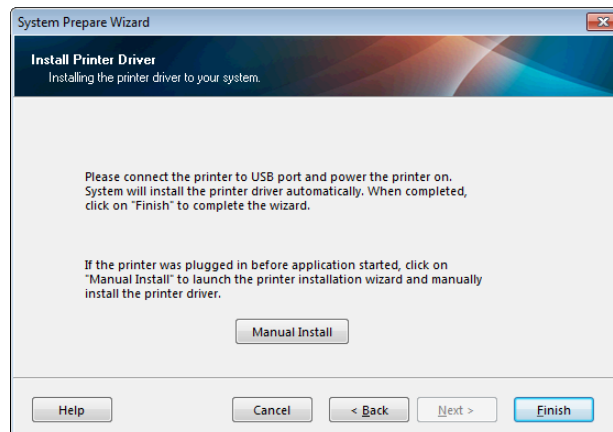 System Prepare Wizard
Install Printer Driver
Installing the printer driver to your system.
Please connect the printer to USB port and power the printer on.
System will install the printer driver automatically. When completed,
click on "Finish" to complete the wizard.
If the printer was plugged in before application started, click on
"Manual Install" to launch the printer installation wizard and manually
install the printer driver.
Manual Install
Help Cancel < Back Next > Finish